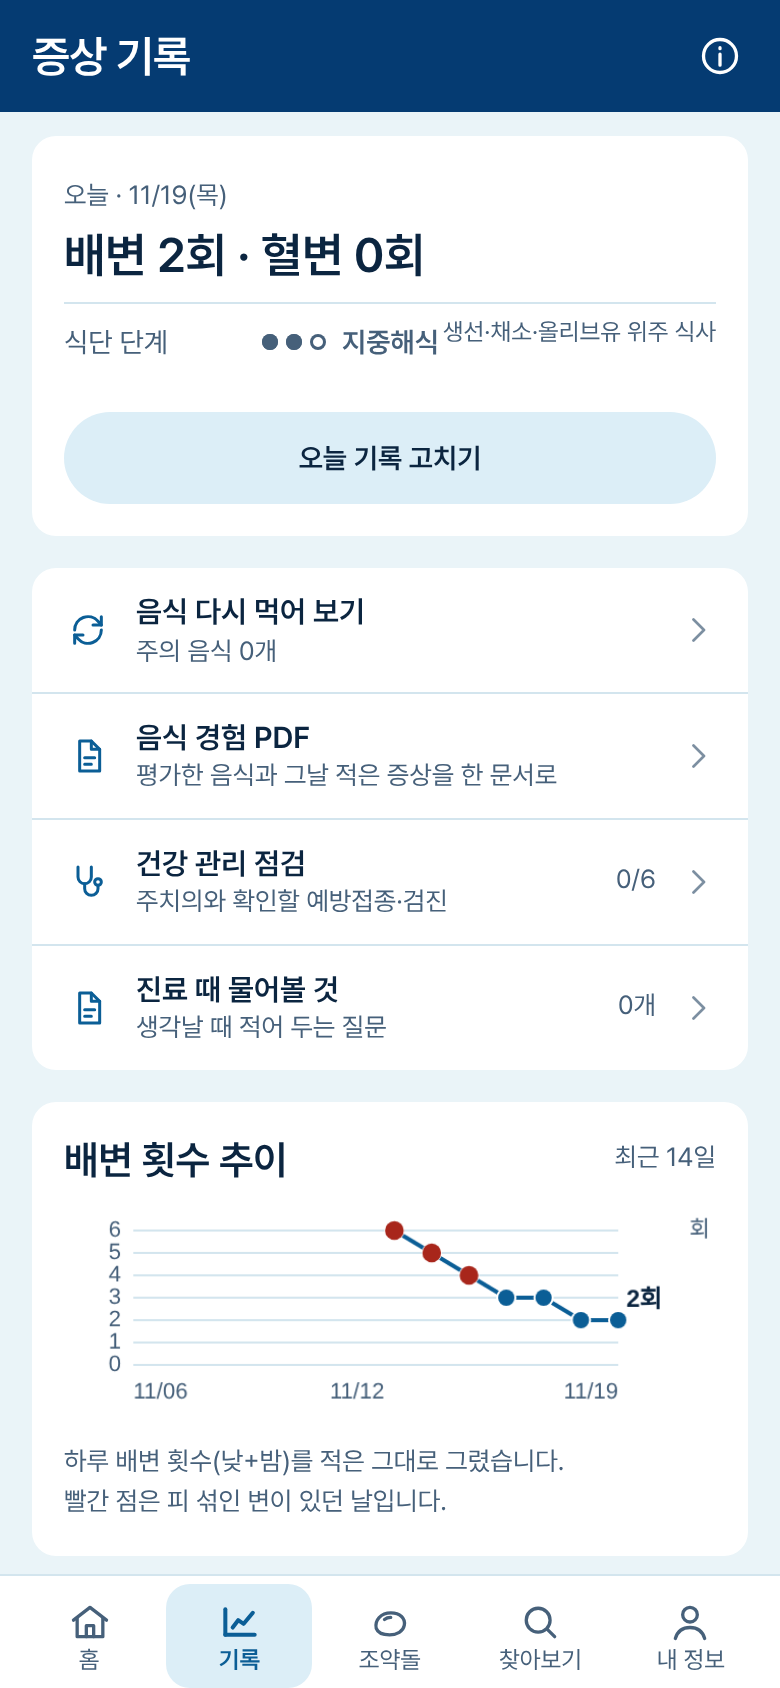 증상 기록
오늘 · 11/19(목)
배변 2회 · 혈변 0회
식단 단계 지중해식 생선·채소·올리브유 위주 식사
오늘 기록 고치기
음식 다시 먹어 보기
주의 음식 0개
음식 경험 PDF
평가한 음식과 그날 적은 증상을 한 문서로
건강 관리 점검
주치의와 확인할 예방접종·검진
0/6
진료 때 물어볼 것
생각날 때 적어 두는 질문
0개
배변 횟수 추이 최근 14일
회
6
5
4
3
2
1
0
2회
11/06 11/12 11/19
하루 배변 횟수(낮+밤)를 적은 그대로 그렸습니다.
빨간 점은 피 섞인 변이 있던 날입니다.
홈 기록 조약돌 찾아보기 내 정보